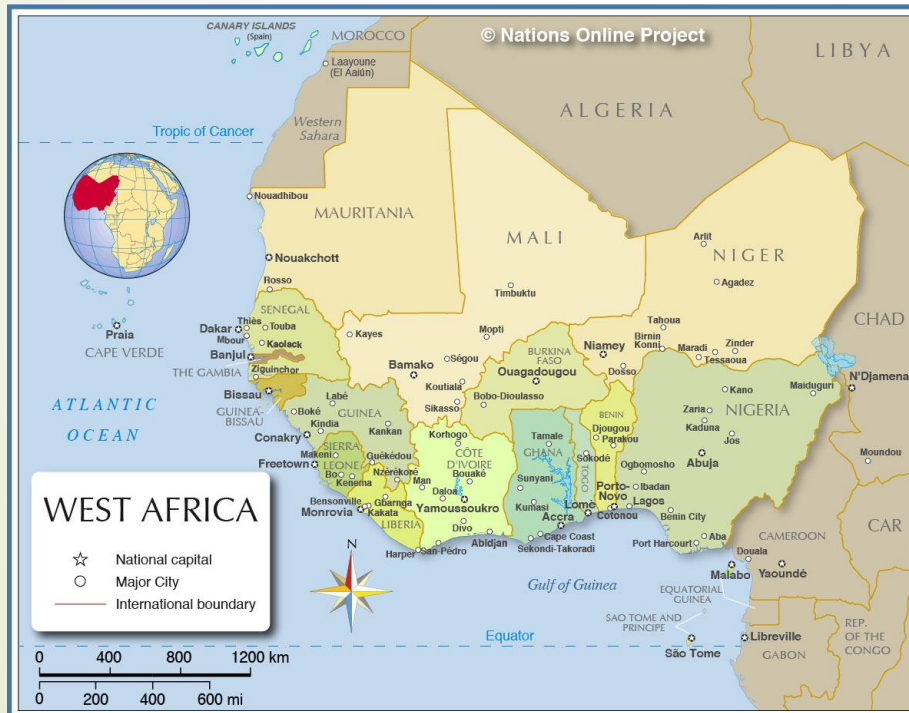 CANARY ISLANDS
(Spain)
MOROCCO
© Nations Online Project
LIBYA
Laayoune
(El Aaiún)
ALGERIA
Western
Sahara
Tropic of Cancer
Nouadhibou
MAURITANIA
MALI
NIGER
Arlit
Nouakchott
Agadez
Rosso
Timbuktu
SENEGAL
CHAD
Praia
CAPE VERDE
Dakar
Thiès
Touba
Mbour
Kaolack
Kayes
Mopti
Tahoua
Birnin
Konni
Niamey
Maradi
Zinder
Tessaoua
Banjul
THE GAMBIA
Ziguinchor
Ségou
Bamako
BURKINA
FASO
Ouagadougou
Dosso
N'Djamena
Bissau
GUINEA-
BISSAU
Koutiala
Sikasso
Bobo-Dioulasso
Kano
Maiduguri
ATLANTIC
OCEAN
Labé
Boké
GUINEA
Kindia
Kankan
BENIN
Zaria
Kaduna
NIGERIA
Jos
Conakry
Korhogo
Tamale
Djougou
Parakou
Abuja
Moundou
Freetown
SIERRA
LEONE
Makeni
Bo
Kenema
Guékédou
Nzérékoré
CÔTE
D'IVOIRE
Bouaké
GHANA
Sokodé
TOGO
Ogbomosho
Ibadan
Man
Daloa
Yamoussoukro
Sunyani
Kumasi
Porto-
Novo
Lagos
Bensonville
Gbarnga
Monrovia
Kakata
LIBERIA
Divo
Accra
Lomé
Cotonou
Benin City
CAR
Harper
San-Pédro
Abidjan
Cape Coast
Sekondi-Takoradi
Port Harcourt
Aba
CAMEROON
Douala
Malabo
Yaoundé
WEST AFRICA
National capital
Major City
International boundary
N
Gulf of Guinea
EQUATORIAL
GUINEA
SAO TOME AND
PRINCIPE
Equator
São Tome
Libreville
GABON
REP.
OF THE
CONGO
0 400 800 1200 km
0 200 400 600 mi